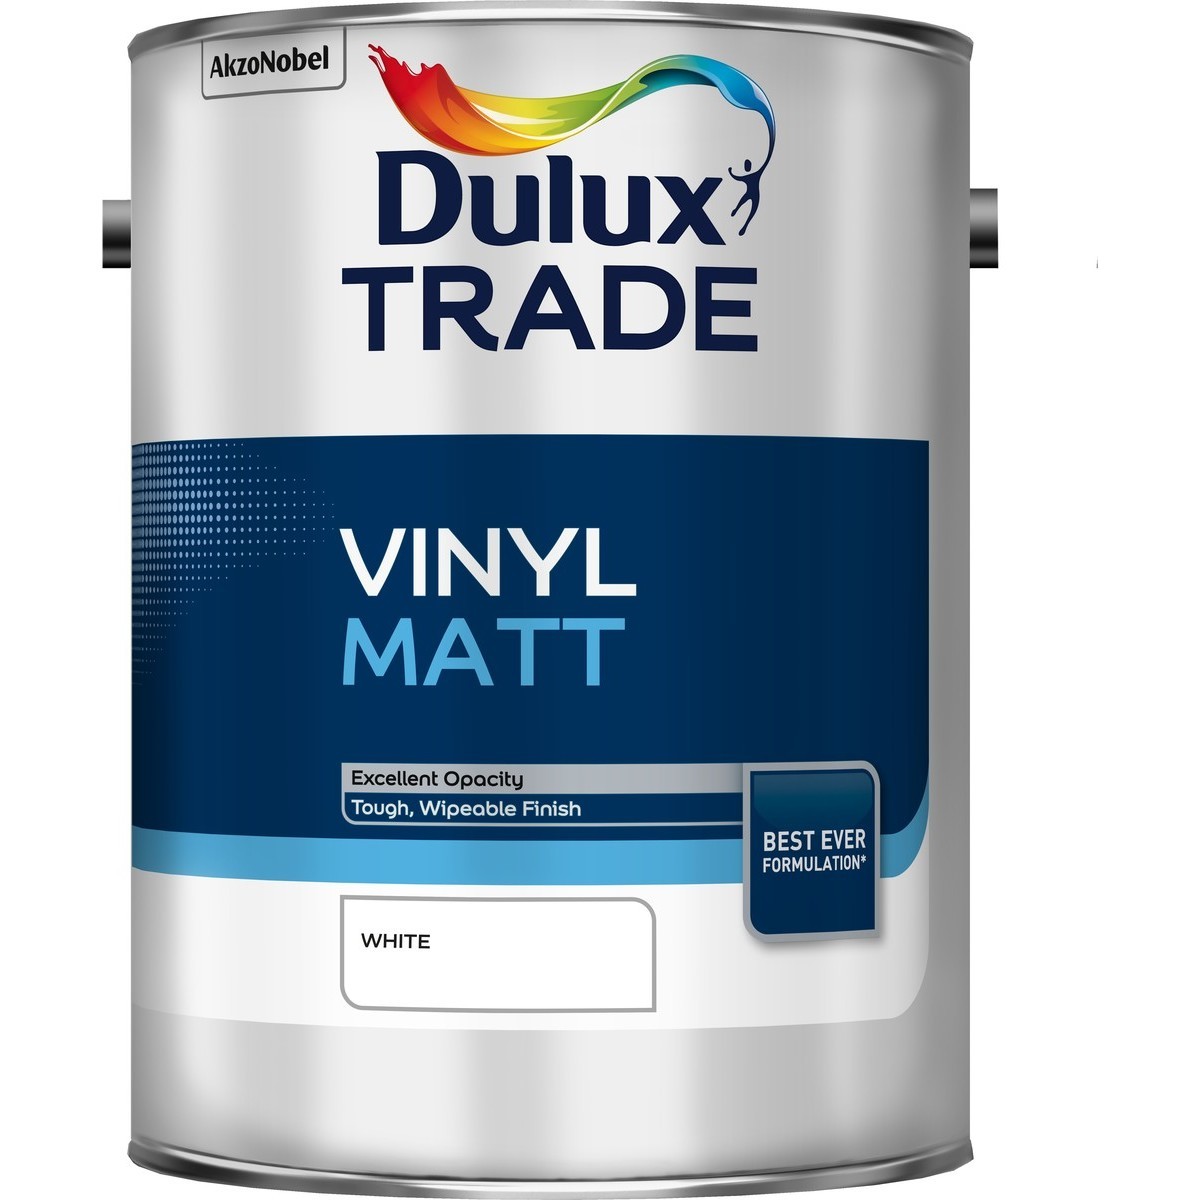 AkzoNobel
Dulux
TRADE
VINYL
MATT
Excellent Opacity
Tough, Wipeable Finish
BEST EVER
FORMULATION*
WHITE